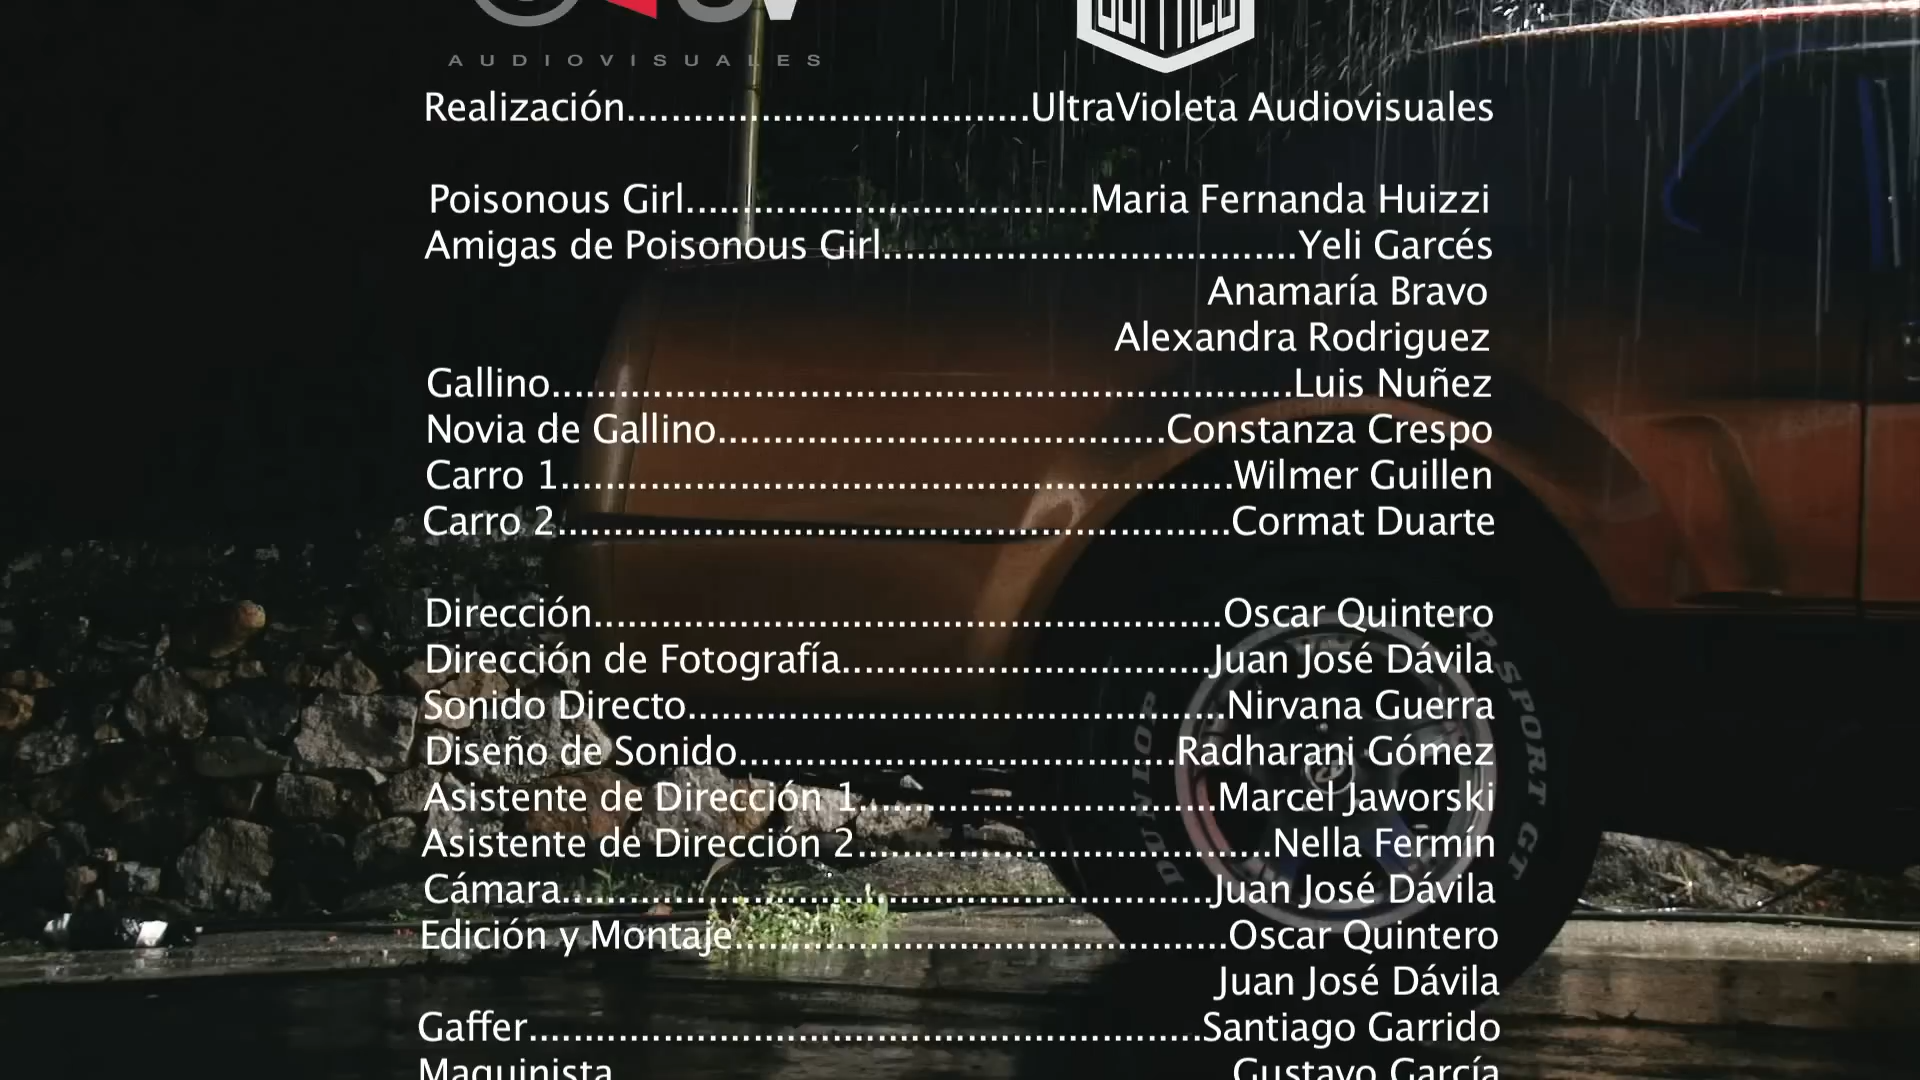 AUDIOVISUALES
Realización....................................UltraVioleta Audiovisuales
Poisonous Girl....................................Maria Fernanda Huizzi
Amigas de Poisonous Girl.....................................Yeli Garcés
Anamaría Bravo
Alexandra Rodriguez
Gallino..................................................................Luis Nuñez
Novia de Gallino........................................Constanza Crespo
Carro 1............................................................Wilmer Guillen
Carro 2............................................................Cormat Duarte
Dirección........................................................Oscar Quintero
Dirección de Fotografía.................................Juan José Dávila
Sonido Directo................................................Nirvana Guerra
Diseño de Sonido.......................................Radharani Gómez
Asistente de Dirección 1................................Marcel Jaworski
Asistente de Dirección 2.....................................Nella Fermín
Cámara..........................................................Juan José Dávila
Edición y Montaje............................................Oscar Quintero
Juan José Dávila
Gaffer............................................................Santiago Garrido
Maquinista Gustavo García
DUNLOP
SPORT GT